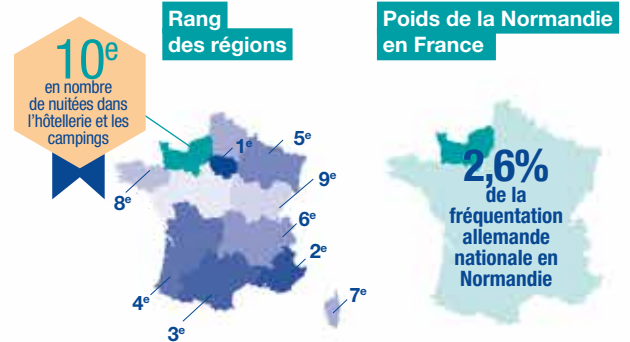 10e
en nombre
de nuitées dans
l'hôtellerie et les
campings
Rang
des régions
1e
5e
9e
8e
6e
2e
7e
4e
3e
Poids de la Normandie
en France
2,6%
de la
fréquentation
allemande
nationale en
Normandie